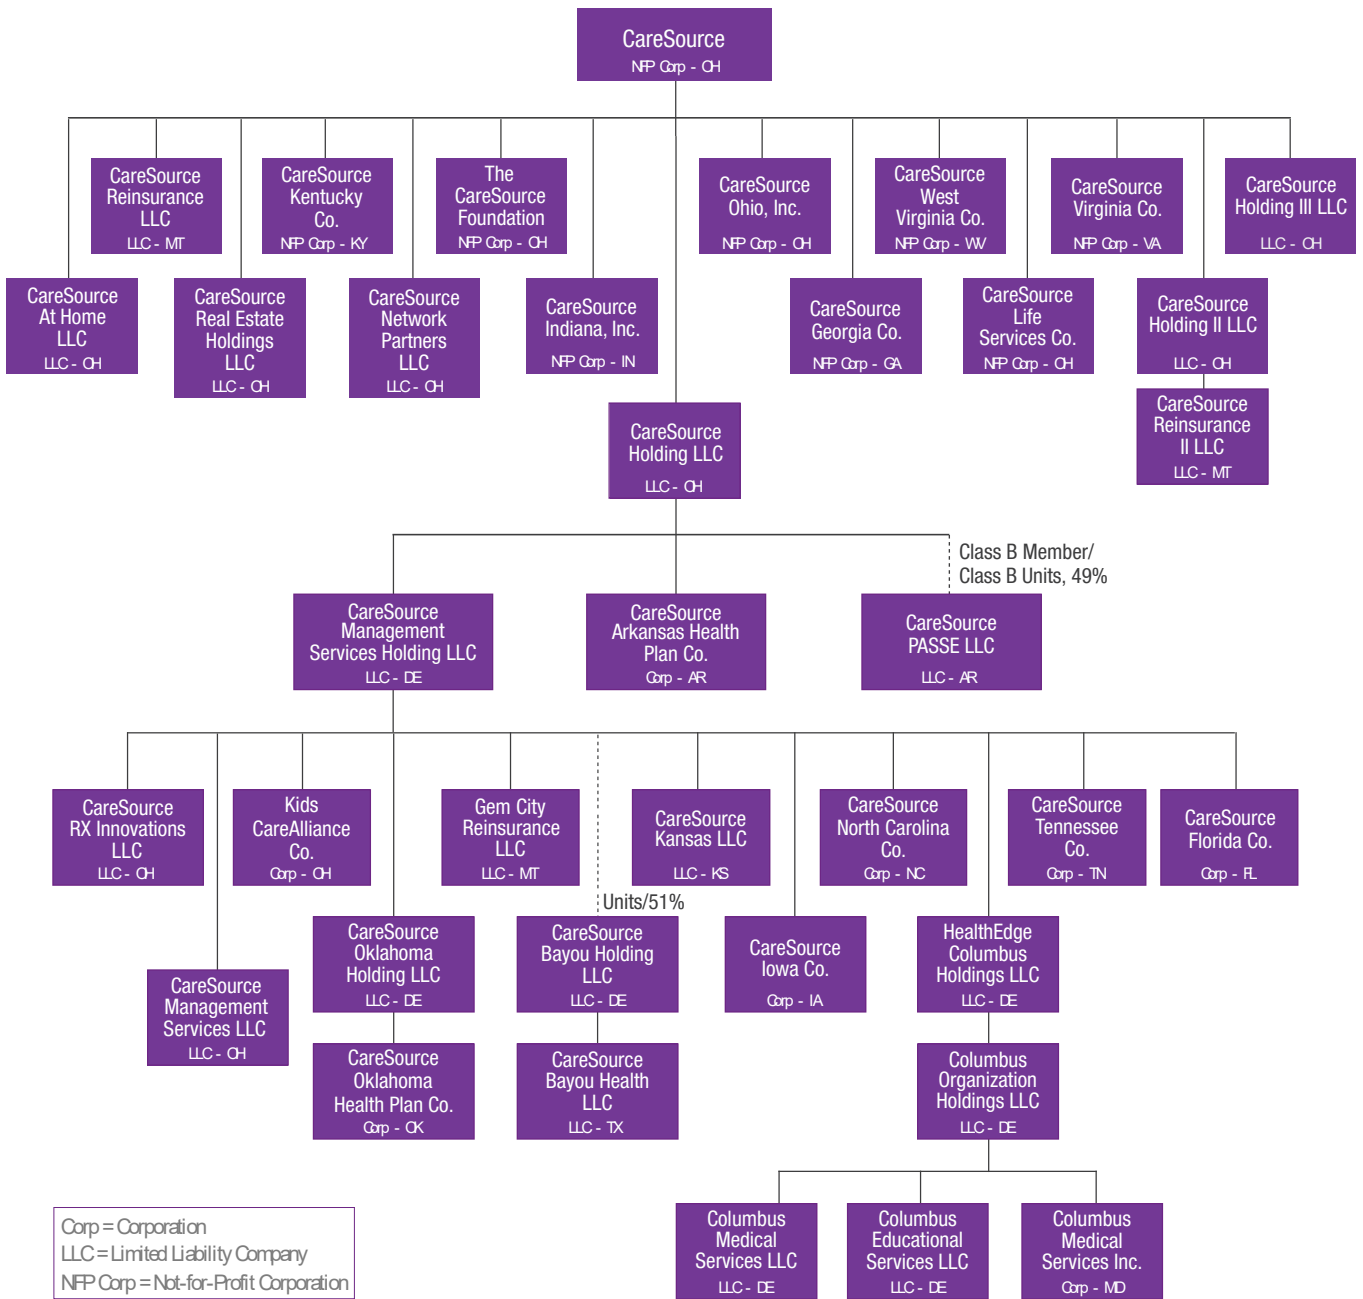 CareSource
NFP Corp - OH
CareSource
Reinsurance
LLC
LLC - MT
CareSource
Kentucky
Co.
NFP Corp - KY
The
CareSource
Foundation
NFP Corp - OH
CareSource
Ohio, Inc.
NFP Corp - OH
CareSource
West
Virginia Co.
NFP Corp - WV
CareSource
Virginia Co.
NFP Corp - VA
CareSource
Holding III LLC
LLC - OH
CareSource
At Home
LLC
LLC - OH
CareSource
Real Estate
Holdings
LLC
LLC - OH
CareSource
Network
Partners
LLC
LLC - OH
CareSource
Indiana, Inc.
NFP Corp - IN
CareSource
Georgia Co.
NFP Corp - GA
CareSource
Life
Services Co.
NFP Corp - OH
CareSource
Holding II LLC
LLC - OH
CareSource
Reinsurance
II LLC
LLC - MT
CareSource
Holding LLC
LLC - OH
Class B Member/
Class B Units, 49%
CareSource
Management
Services Holding LLC
LLC - DE
CareSource
Arkansas Health
Plan Co.
Corp - AR
CareSource
PASSE LLC
LLC - AR
CareSource
RX Innovations
LLC
LLC - OH
Kids
CareAlliance
Co.
Corp - OH
Gem City
Reinsurance
LLC
LLC - MT
CareSource
Kansas LLC
LLC - KS
CareSource
North Carolina
Co.
Corp - NC
CareSource
Tennessee
Co.
Corp - TN
CareSource
Florida Co.
Corp - FL
Units/51%
CareSource
Management
Services LLC
LLC - OH
CareSource
Oklahoma
Holding LLC
LLC - DE
CareSource
Bayou Holding
LLC
LLC - DE
CareSource
Iowa Co.
Corp - IA
HealthEdge
Columbus
Holdings LLC
LLC - DE
CareSource
Oklahoma
Health Plan Co.
Corp - OK
CareSource
Bayou Health
LLC
LLC - TX
Columbus
Organization
Holdings LLC
LLC - DE
Columbus
Medical
Services LLC
LLC - DE
Columbus
Educational
Services LLC
LLC - DE
Columbus
Medical
Services Inc.
Corp - MD
Corp = Corporation
LLC = Limited Liability Company
NFP Corp = Not-for-Profit Corporation